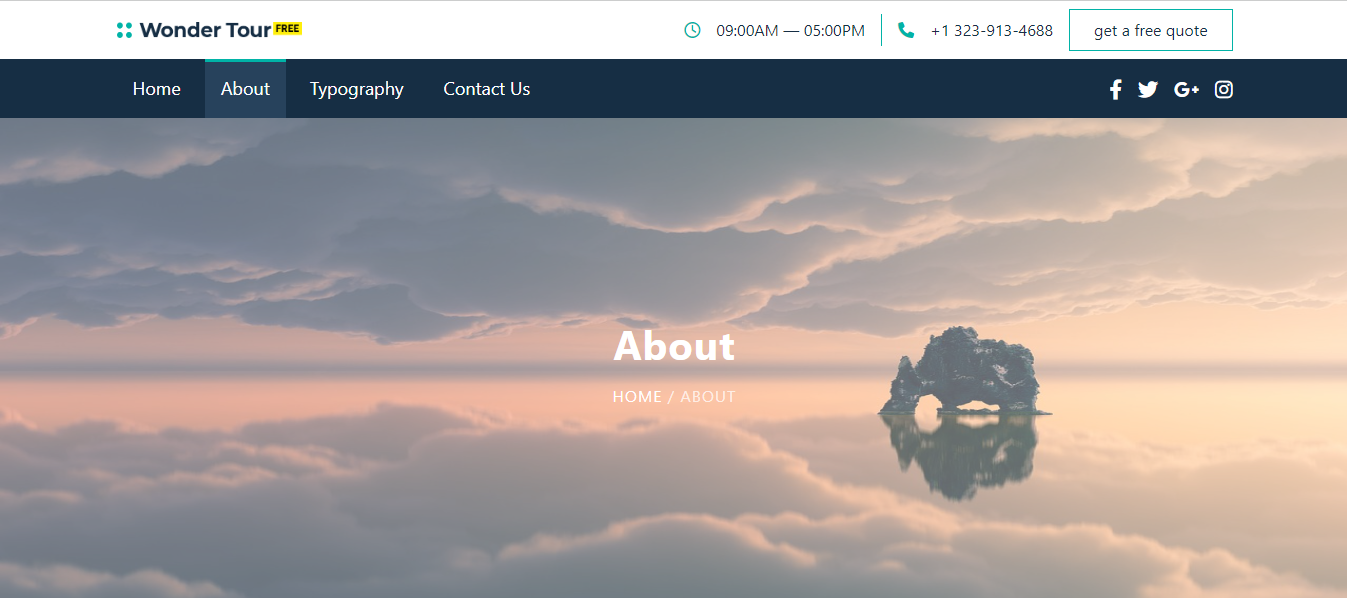 Wonder Tour FREE
09:00AM — 05:00PM
+1 323-913-4688
get a free quote
Home
About
Typography
Contact Us
About
HOME / ABOUT